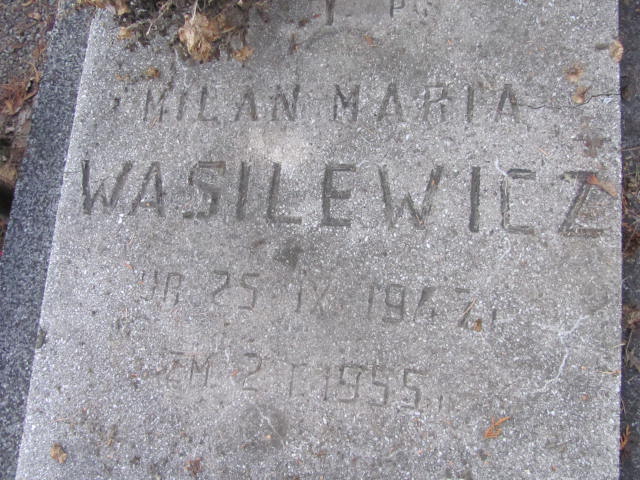 MILAN MARIA
WASILEWICZ
UR. 25 IX 1947 r.
ZM. 2 I. 1955 r.